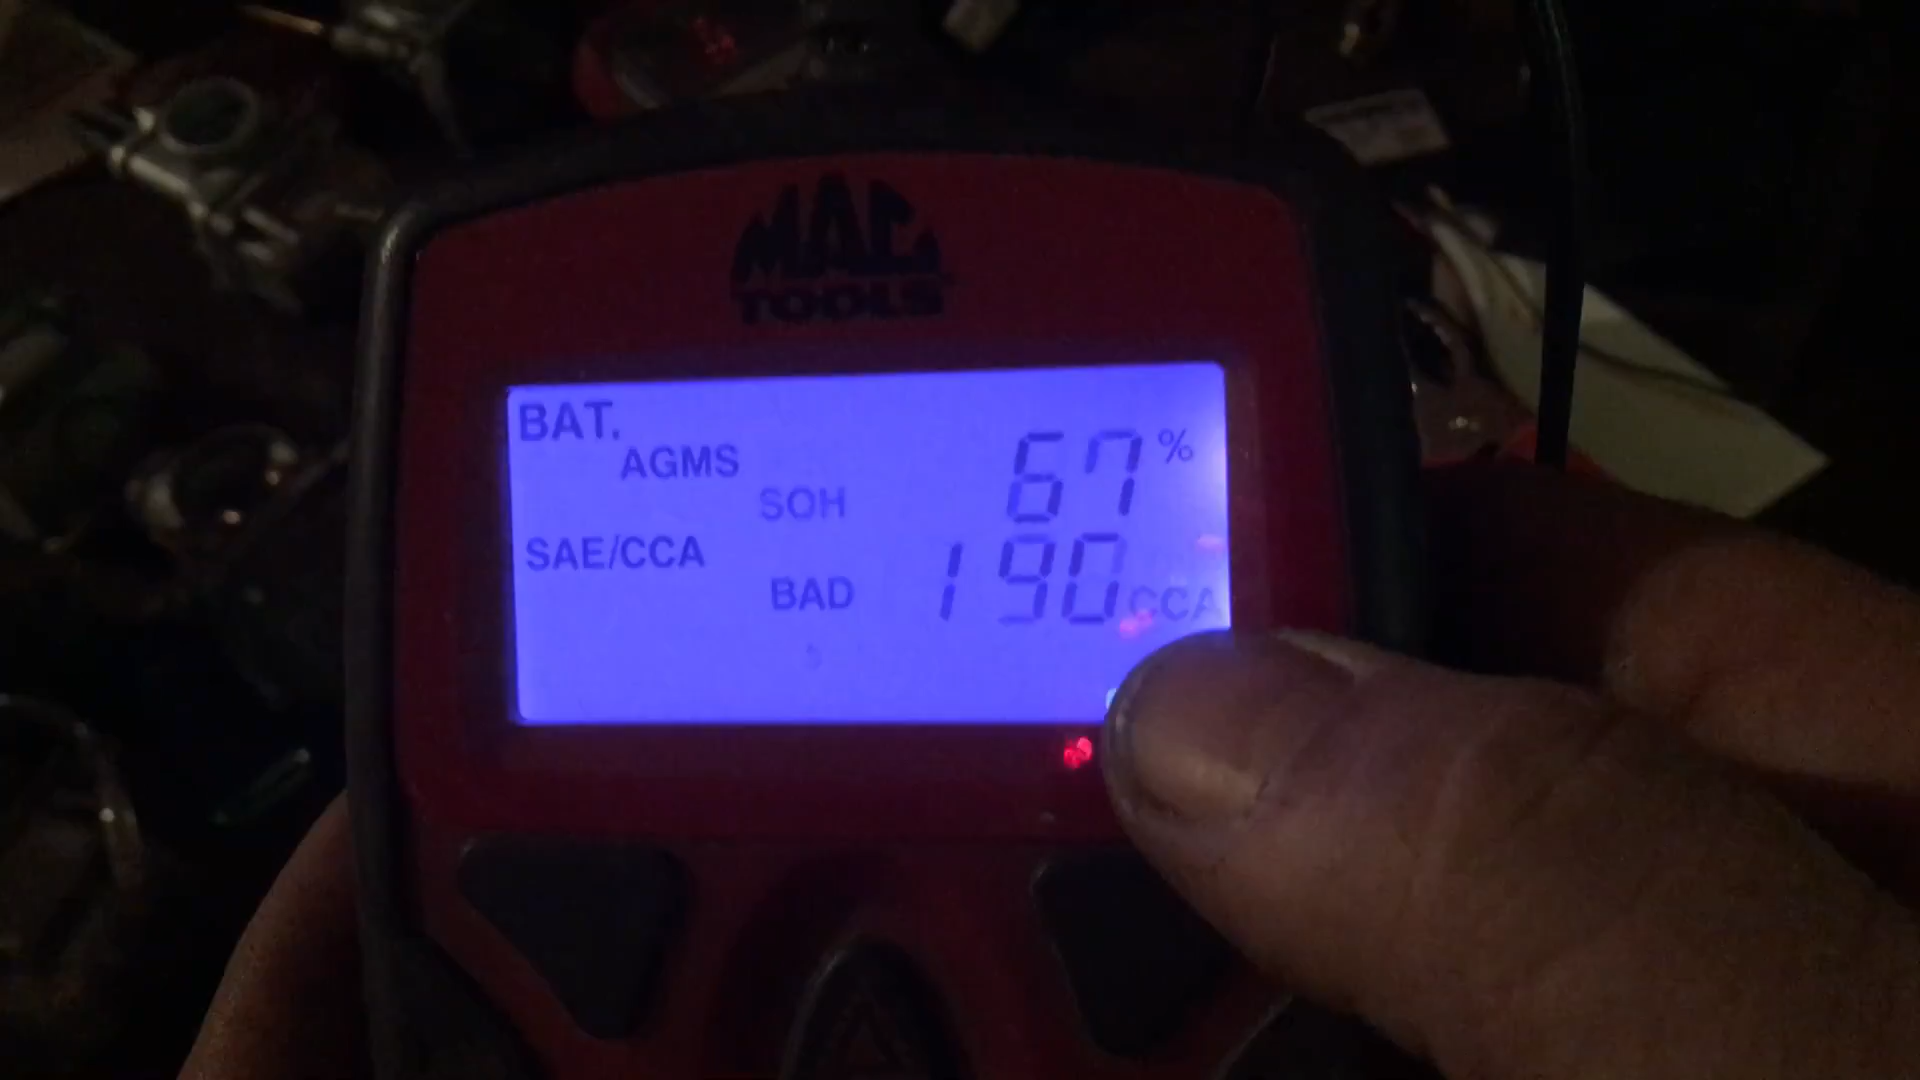 MAC
TOOLS
BAT.
AGMS
SOH 67%
SAE/CCA
BAD 190 CCA